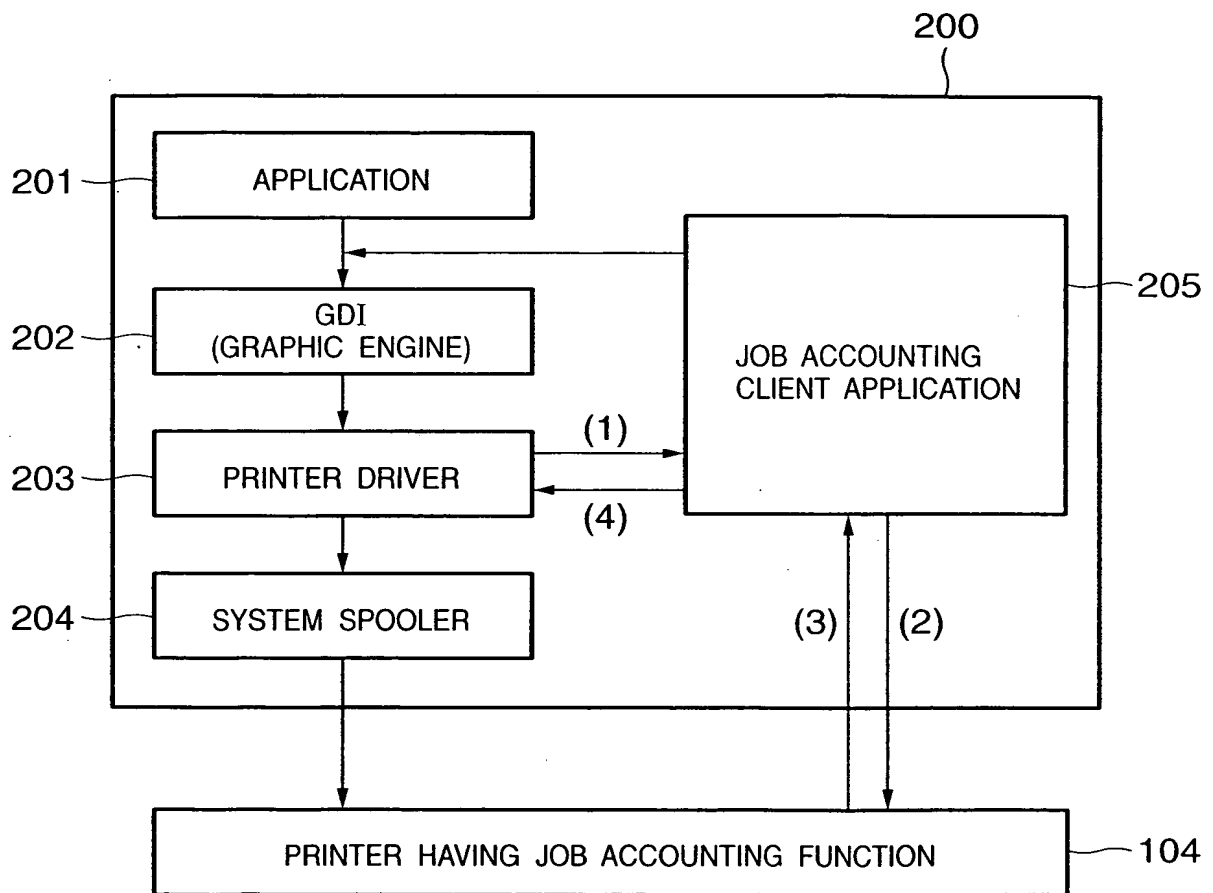 200
201
APPLICATION
202
GDI
(GRAPHIC ENGINE)
205
JOB ACCOUNTING
CLIENT APPLICATION
(1)
203
PRINTER DRIVER
(4)
204
SYSTEM SPOOLER
(3)
(2)
PRINTER HAVING JOB ACCOUNTING FUNCTION
104